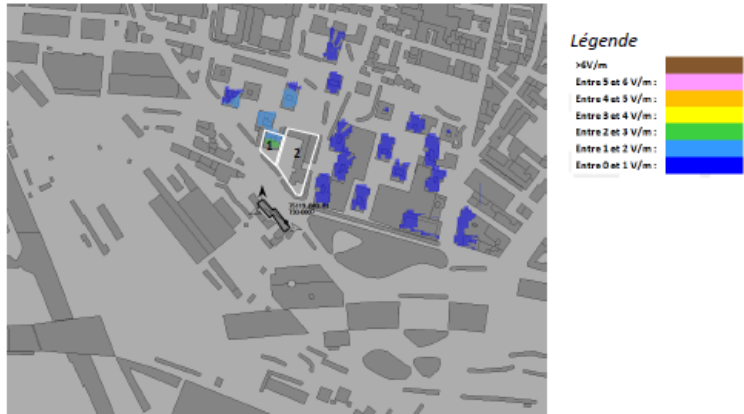 Légende
>6V/m
Entre 5 et 6 V/m :
Entre 4 et 5 V/m :
Entre 3 et 4 V/m :
Entre 2 et 3 V/m :
Entre 1 et 2 V/m :
Entre 0 et 1 V/m :
1
2